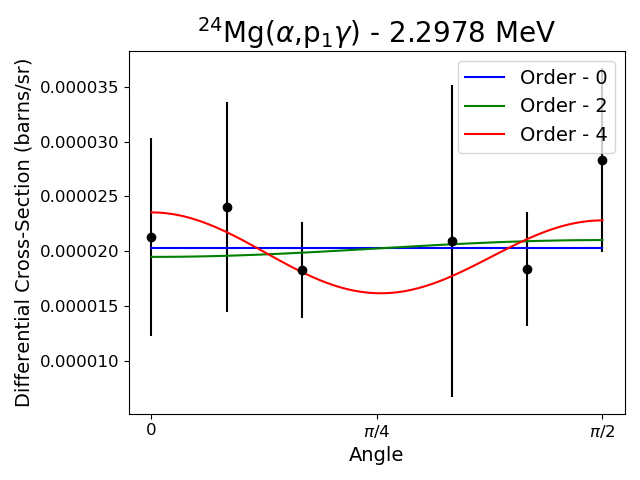 ²⁴Mg(α,p₁γ) - 2.2978 MeV
Differential Cross-Section (barns/sr)
0.000035
0.000030
0.000025
0.000020
0.000015
0.000010
Order - 0
Order - 2
Order - 4
0 π/4 π/2
Angle